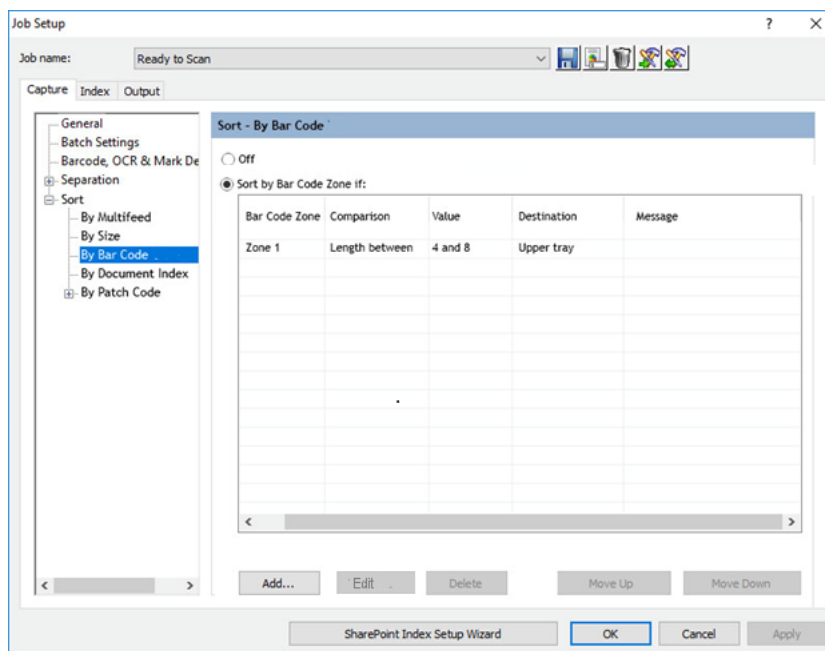 Job Setup
? ×
Job name: Ready to Scan
Capture Index Output
General
Batch Settings
Barcode, OCR & Mark De
Separation
Sort
By Multifeed
By Size
By Bar Code
By Document Index
By Patch Code
Sort - By Bar Code
Off
Sort by Bar Code Zone if:
Bar Code Zone Comparison Value Destination Message
Zone 1 Length between 4 and 8 Upper tray
Add... Edit Delete Move Up Move Down
SharePoint Index Setup Wizard OK Cancel Apply